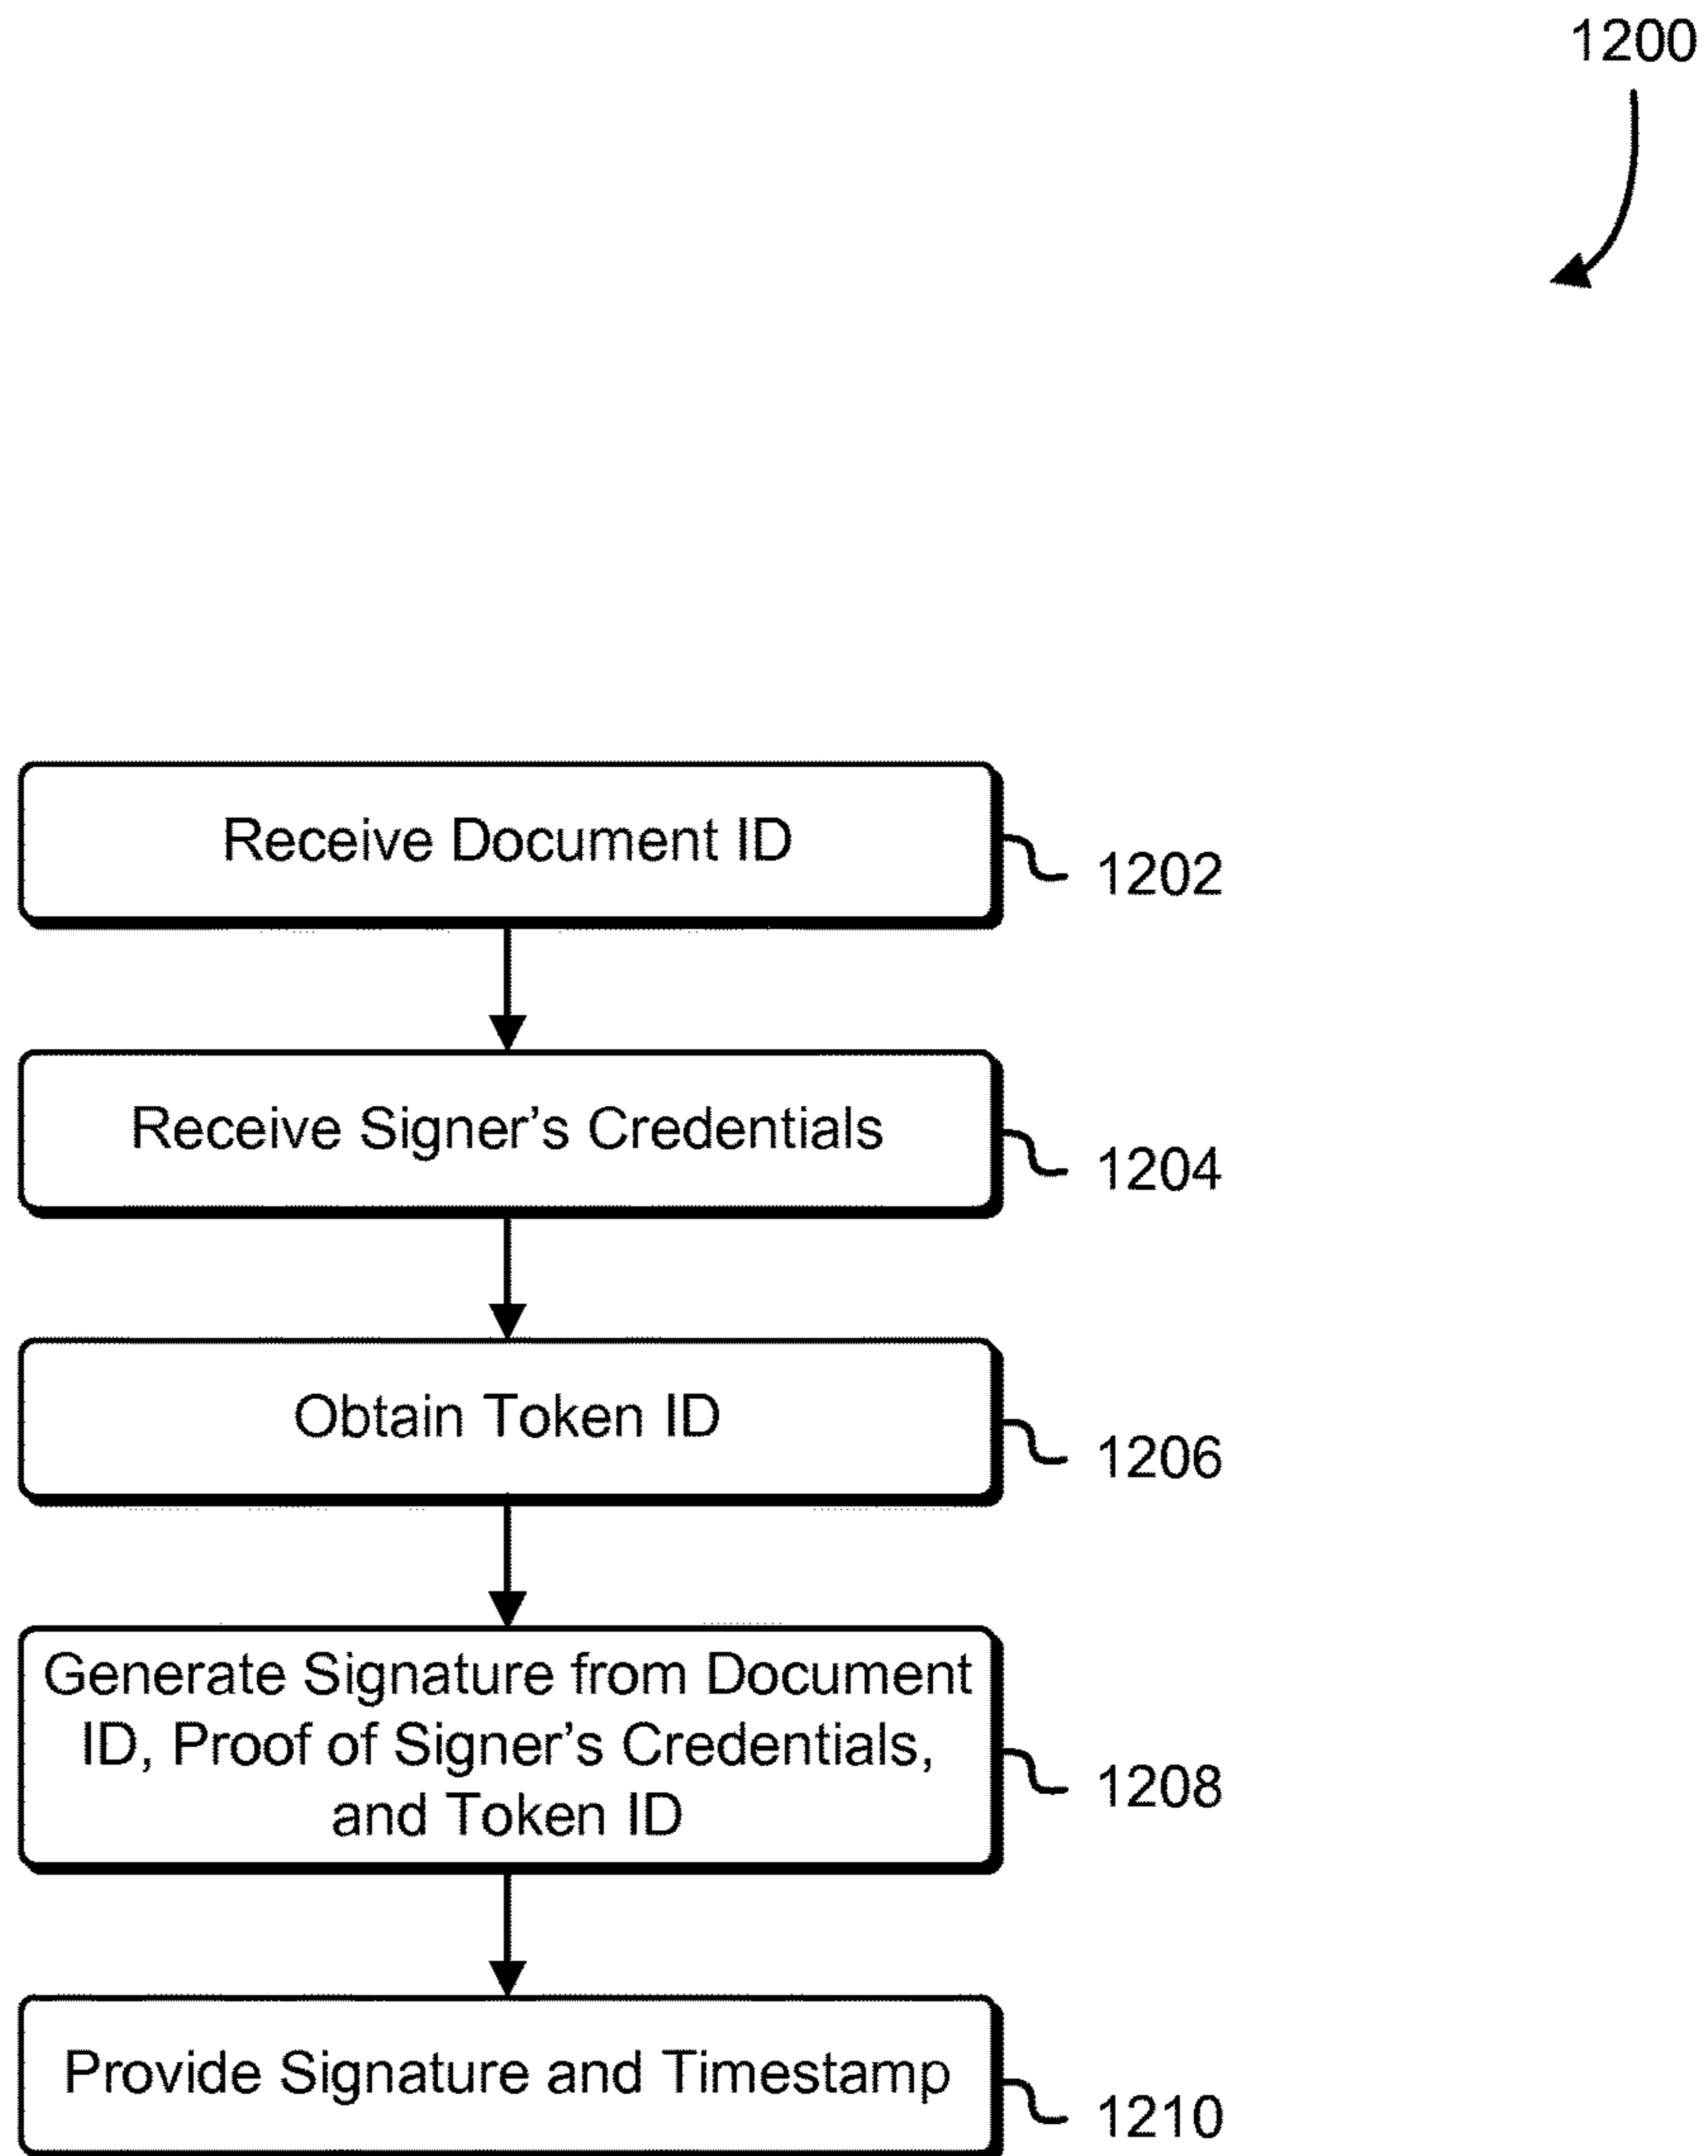 1200
Receive Document ID
1202
Receive Signer’s Credentials
1204
Obtain Token ID
1206
Generate Signature from Document
ID, Proof of Signer’s Credentials,
and Token ID
1208
Provide Signature and Timestamp
1210